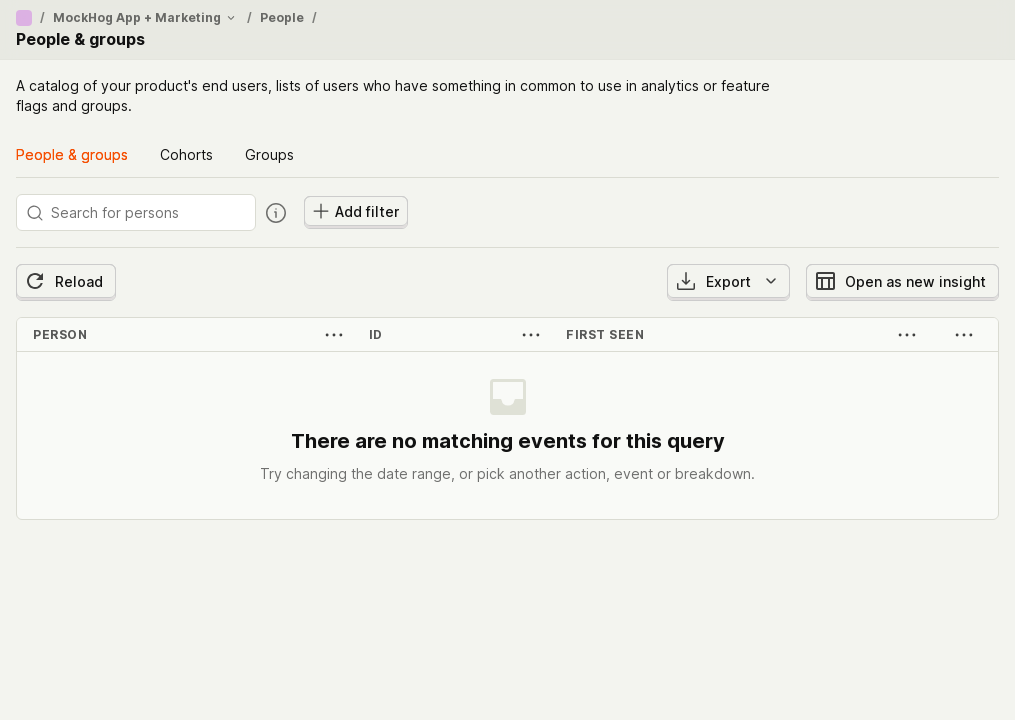 / MockHog App + Marketing / People /
People & groups
A catalog of your product's end users, lists of users who have something in common to use in analytics or feature
flags and groups.
People & groups Cohorts Groups
Search for persons Add filter
Reload Export Open as new insight
PERSON ID FIRST SEEN
There are no matching events for this query
Try changing the date range, or pick another action, event or breakdown.